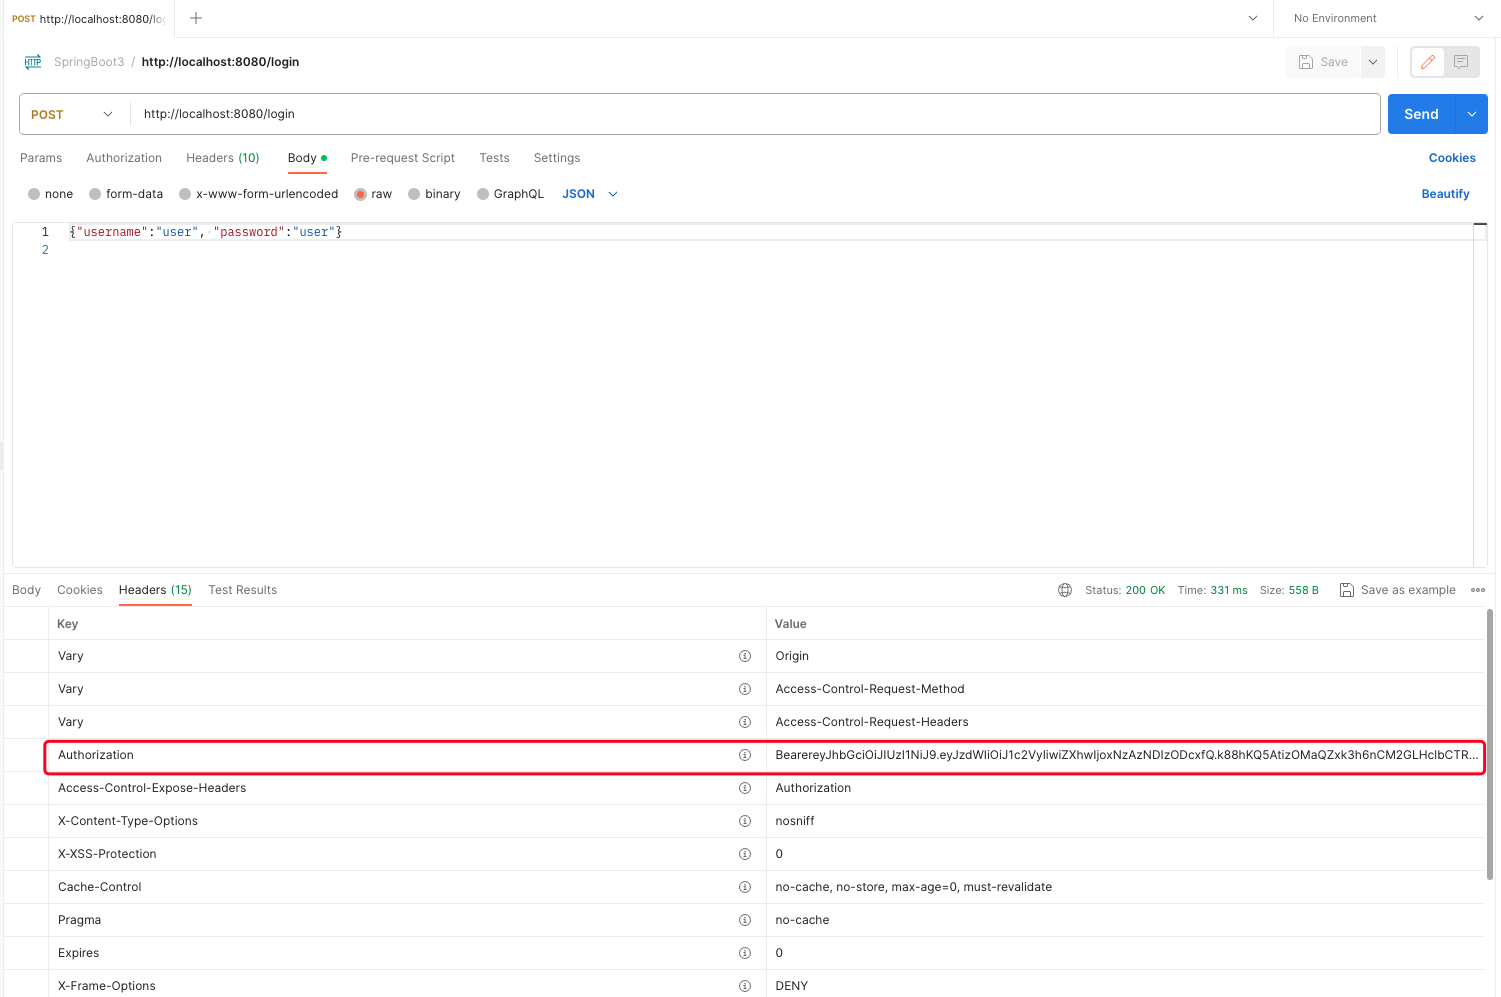 POST http://localhost:8080/lo
No Environment
HTTP SpringBoot3 / http://localhost:8080/login
Save
POST http://localhost:8080/login Send
Params Authorization Headers (10) Body Pre-request Script Tests Settings Cookies
none form-data x-www-form-urlencoded raw binary GraphQL JSON Beautify
1 {"username":"user", "password":"user"}
2
Body Cookies Headers (15) Test Results Status: 200 OK Time: 331 ms Size: 558 B Save as example
Key Value
Vary Origin
Vary Access-Control-Request-Method
Vary Access-Control-Request-Headers
Authorization BearereyJhbGciOiJIUzI1NiJ9.eyJzdWIiOiJ1c2VyIiwiZXhwIjoxNzAzNDIzODcxfQ.k88hKQ5AtizOMaQZxk3h6nCM2GLHcIbCTR...
Access-Control-Expose-Headers Authorization
X-Content-Type-Options nosniff
X-XSS-Protection 0
Cache-Control no-cache, no-store, max-age=0, must-revalidate
Pragma no-cache
Expires 0
X-Frame-Options DENY